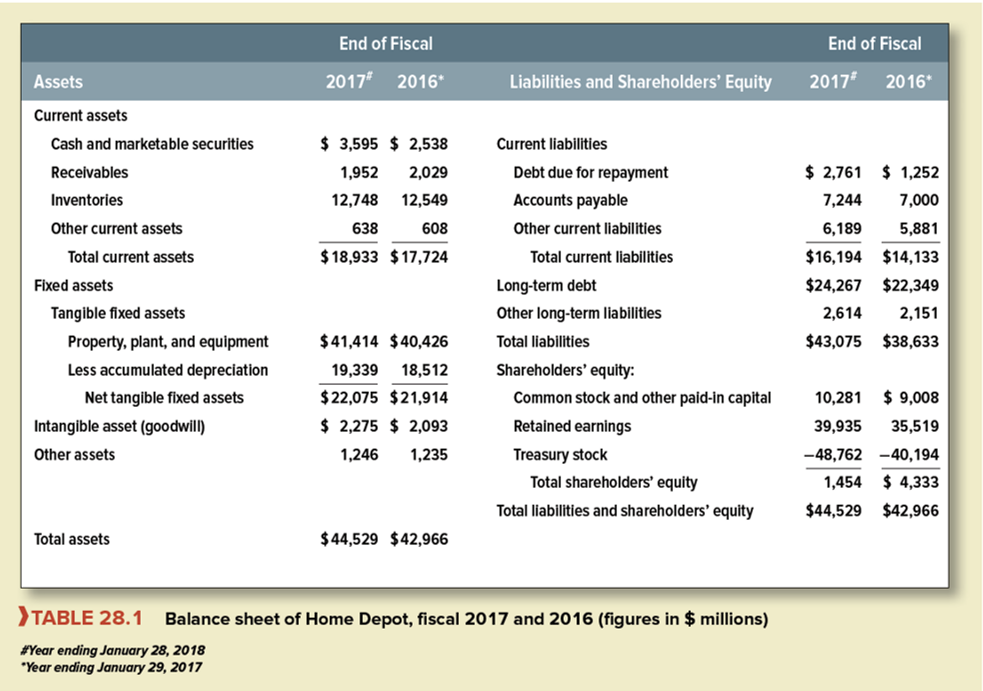 End of Fiscal End of Fiscal
Assets 2017# 2016* Liabilities and Shareholders’ Equity 2017# 2016*
Current assets
Cash and marketable securities $ 3,595 $ 2,538 Current liabilities
Receivables 1,952 2,029 Debt due for repayment $ 2,761 $ 1,252
Inventories 12,748 12,549 Accounts payable 7,244 7,000
Other current assets 638 608 Other current liabilities 6,189 5,881
Total current assets $18,933 $17,724 Total current liabilities $16,194 $14,133
Fixed assets Long-term debt $24,267 $22,349
Tangible fixed assets Other long-term liabilities 2,614 2,151
Property, plant, and equipment $41,414 $40,426 Total liabilities $43,075 $38,633
Less accumulated depreciation 19,339 18,512 Shareholders’ equity:
Net tangible fixed assets $22,075 $21,914 Common stock and other paid-in capital 10,281 $ 9,008
Intangible asset (goodwill) $ 2,275 $ 2,093 Retained earnings 39,935 35,519
Other assets 1,246 1,235 Treasury stock −48,762 −40,194
Total shareholders’ equity 1,454 $ 4,333
Total liabilities and shareholders’ equity $44,529 $42,966
Total assets $44,529 $42,966
TABLE 28.1 Balance sheet of Home Depot, fiscal 2017 and 2016 (figures in $ millions)
#Year ending January 28, 2018
*Year ending January 29, 2017